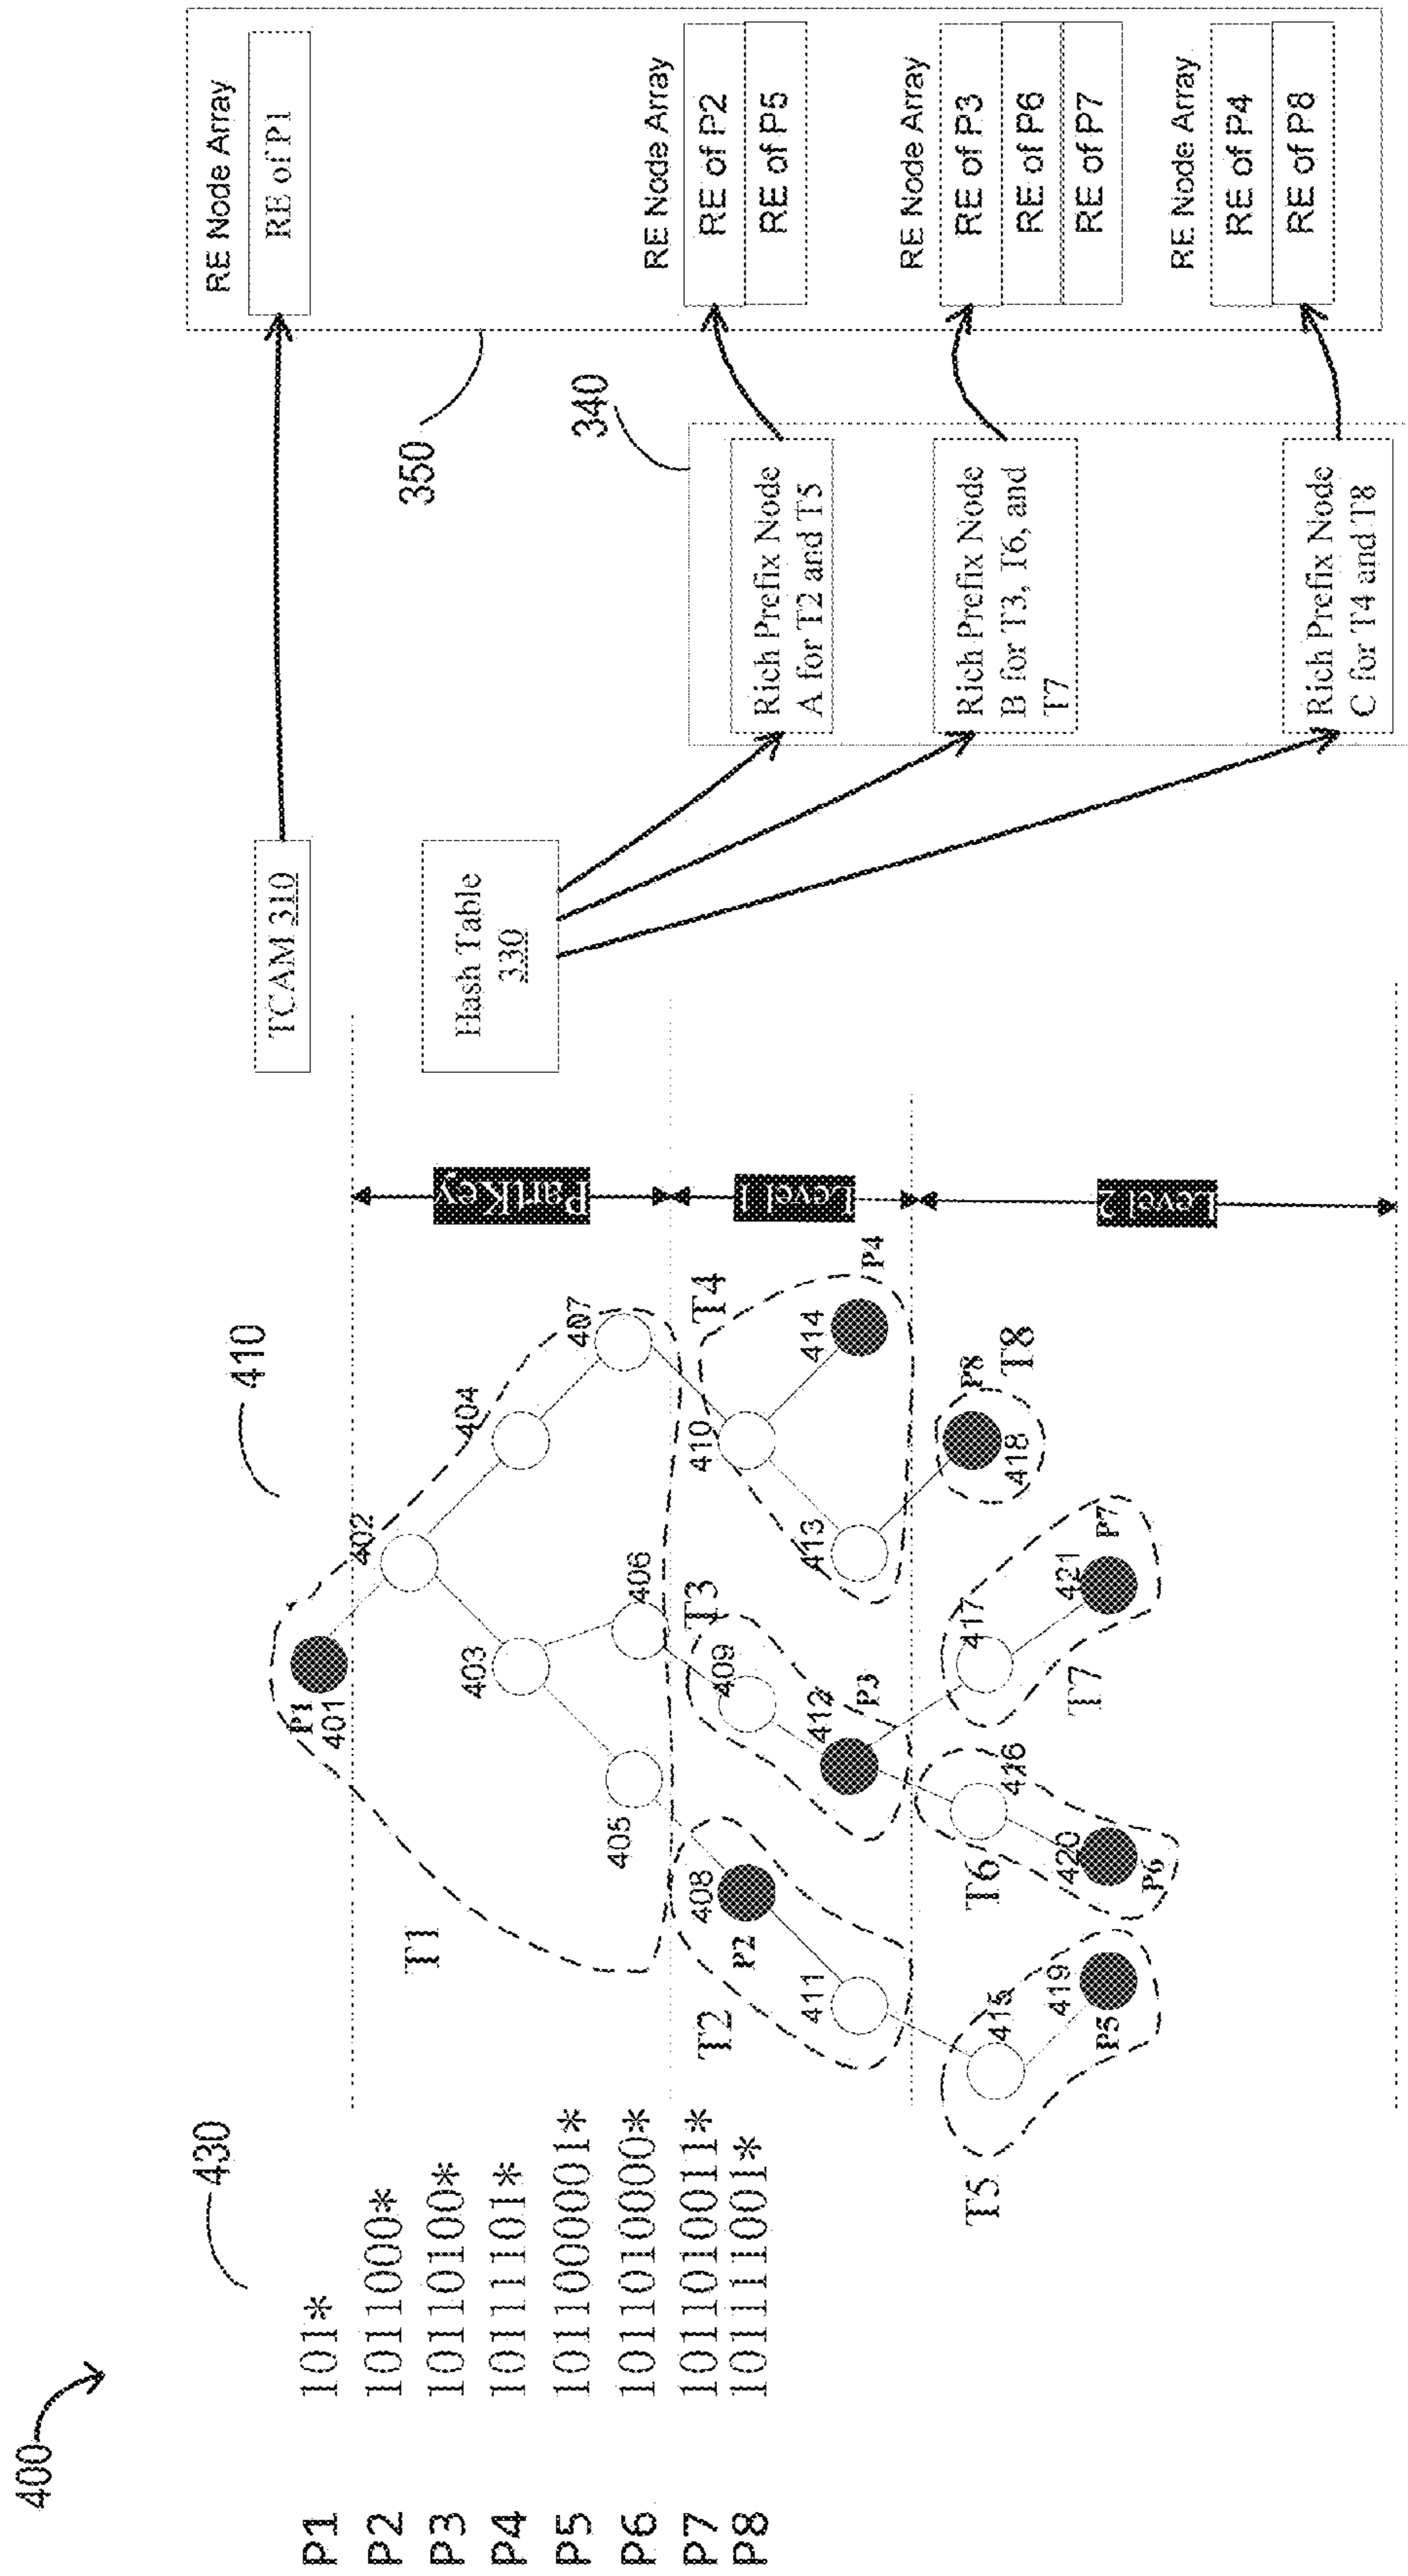 400
430
410
P1 101*
P2 1011000*
P3 10110100*
P4 10111101*
P5 1011000001*
P6 1011010000*
P7 1011010011*
P8 101111001*
P1
401
402
403
404
405
406
407
T1
408
P2
411
T2
T3
409
412
P3
410
T4
413
414
P4
T5
415
419
P5
T6
416
420
P6
417
421
P7
T7
418
P8
T8
PartKey
Level 1
Level 2
TCAM 310
Hash Table
330
340
Rich Prefix Node
A for T2 and T5
Rich Prefix Node
B for T3, T6, and
T7
Rich Prefix Node
C for T4 and T8
350
RE Node Array
RE of P1
RE Node Array
RE of P2
RE of P5
RE Node Array
RE of P3
RE of P6
RE of P7
RE Node Array
RE of P4
RE of P8